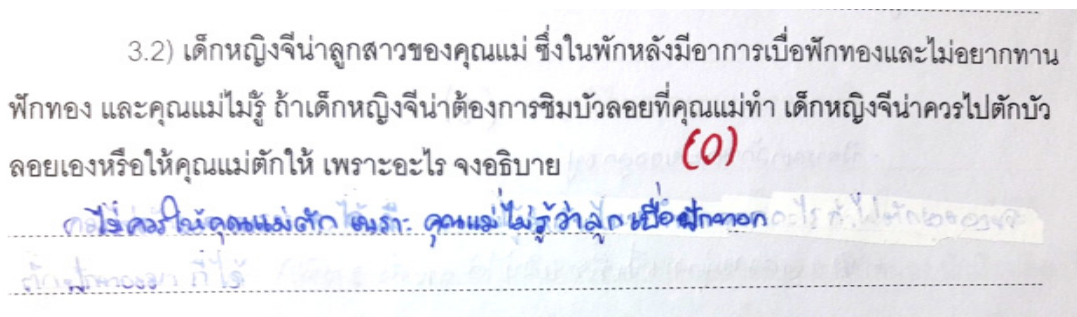 3.2) เด็กหญิงจีน่าลูกสาวของคุณแม่ ซึ่งในพักหลังมีอาการเบื่อฟักทองและไม่อยากทาน
ฟักทอง และคุณแม่ไม่รู้ ถ้าเด็กหญิงจีน่าต้องการชิมบัวลอยที่คุณแม่ทำ เด็กหญิงจีน่าควรไปตักบัว
ลอยเองหรือให้คุณแม่ตักให้ เพราะอะไร จงอธิบาย
(0)
ไม่ควรให้คุณแม่ตัก เพราะ คุณแม่ไม่รู้ว่าลูกเบื่อฟักทอง
ก็ได้